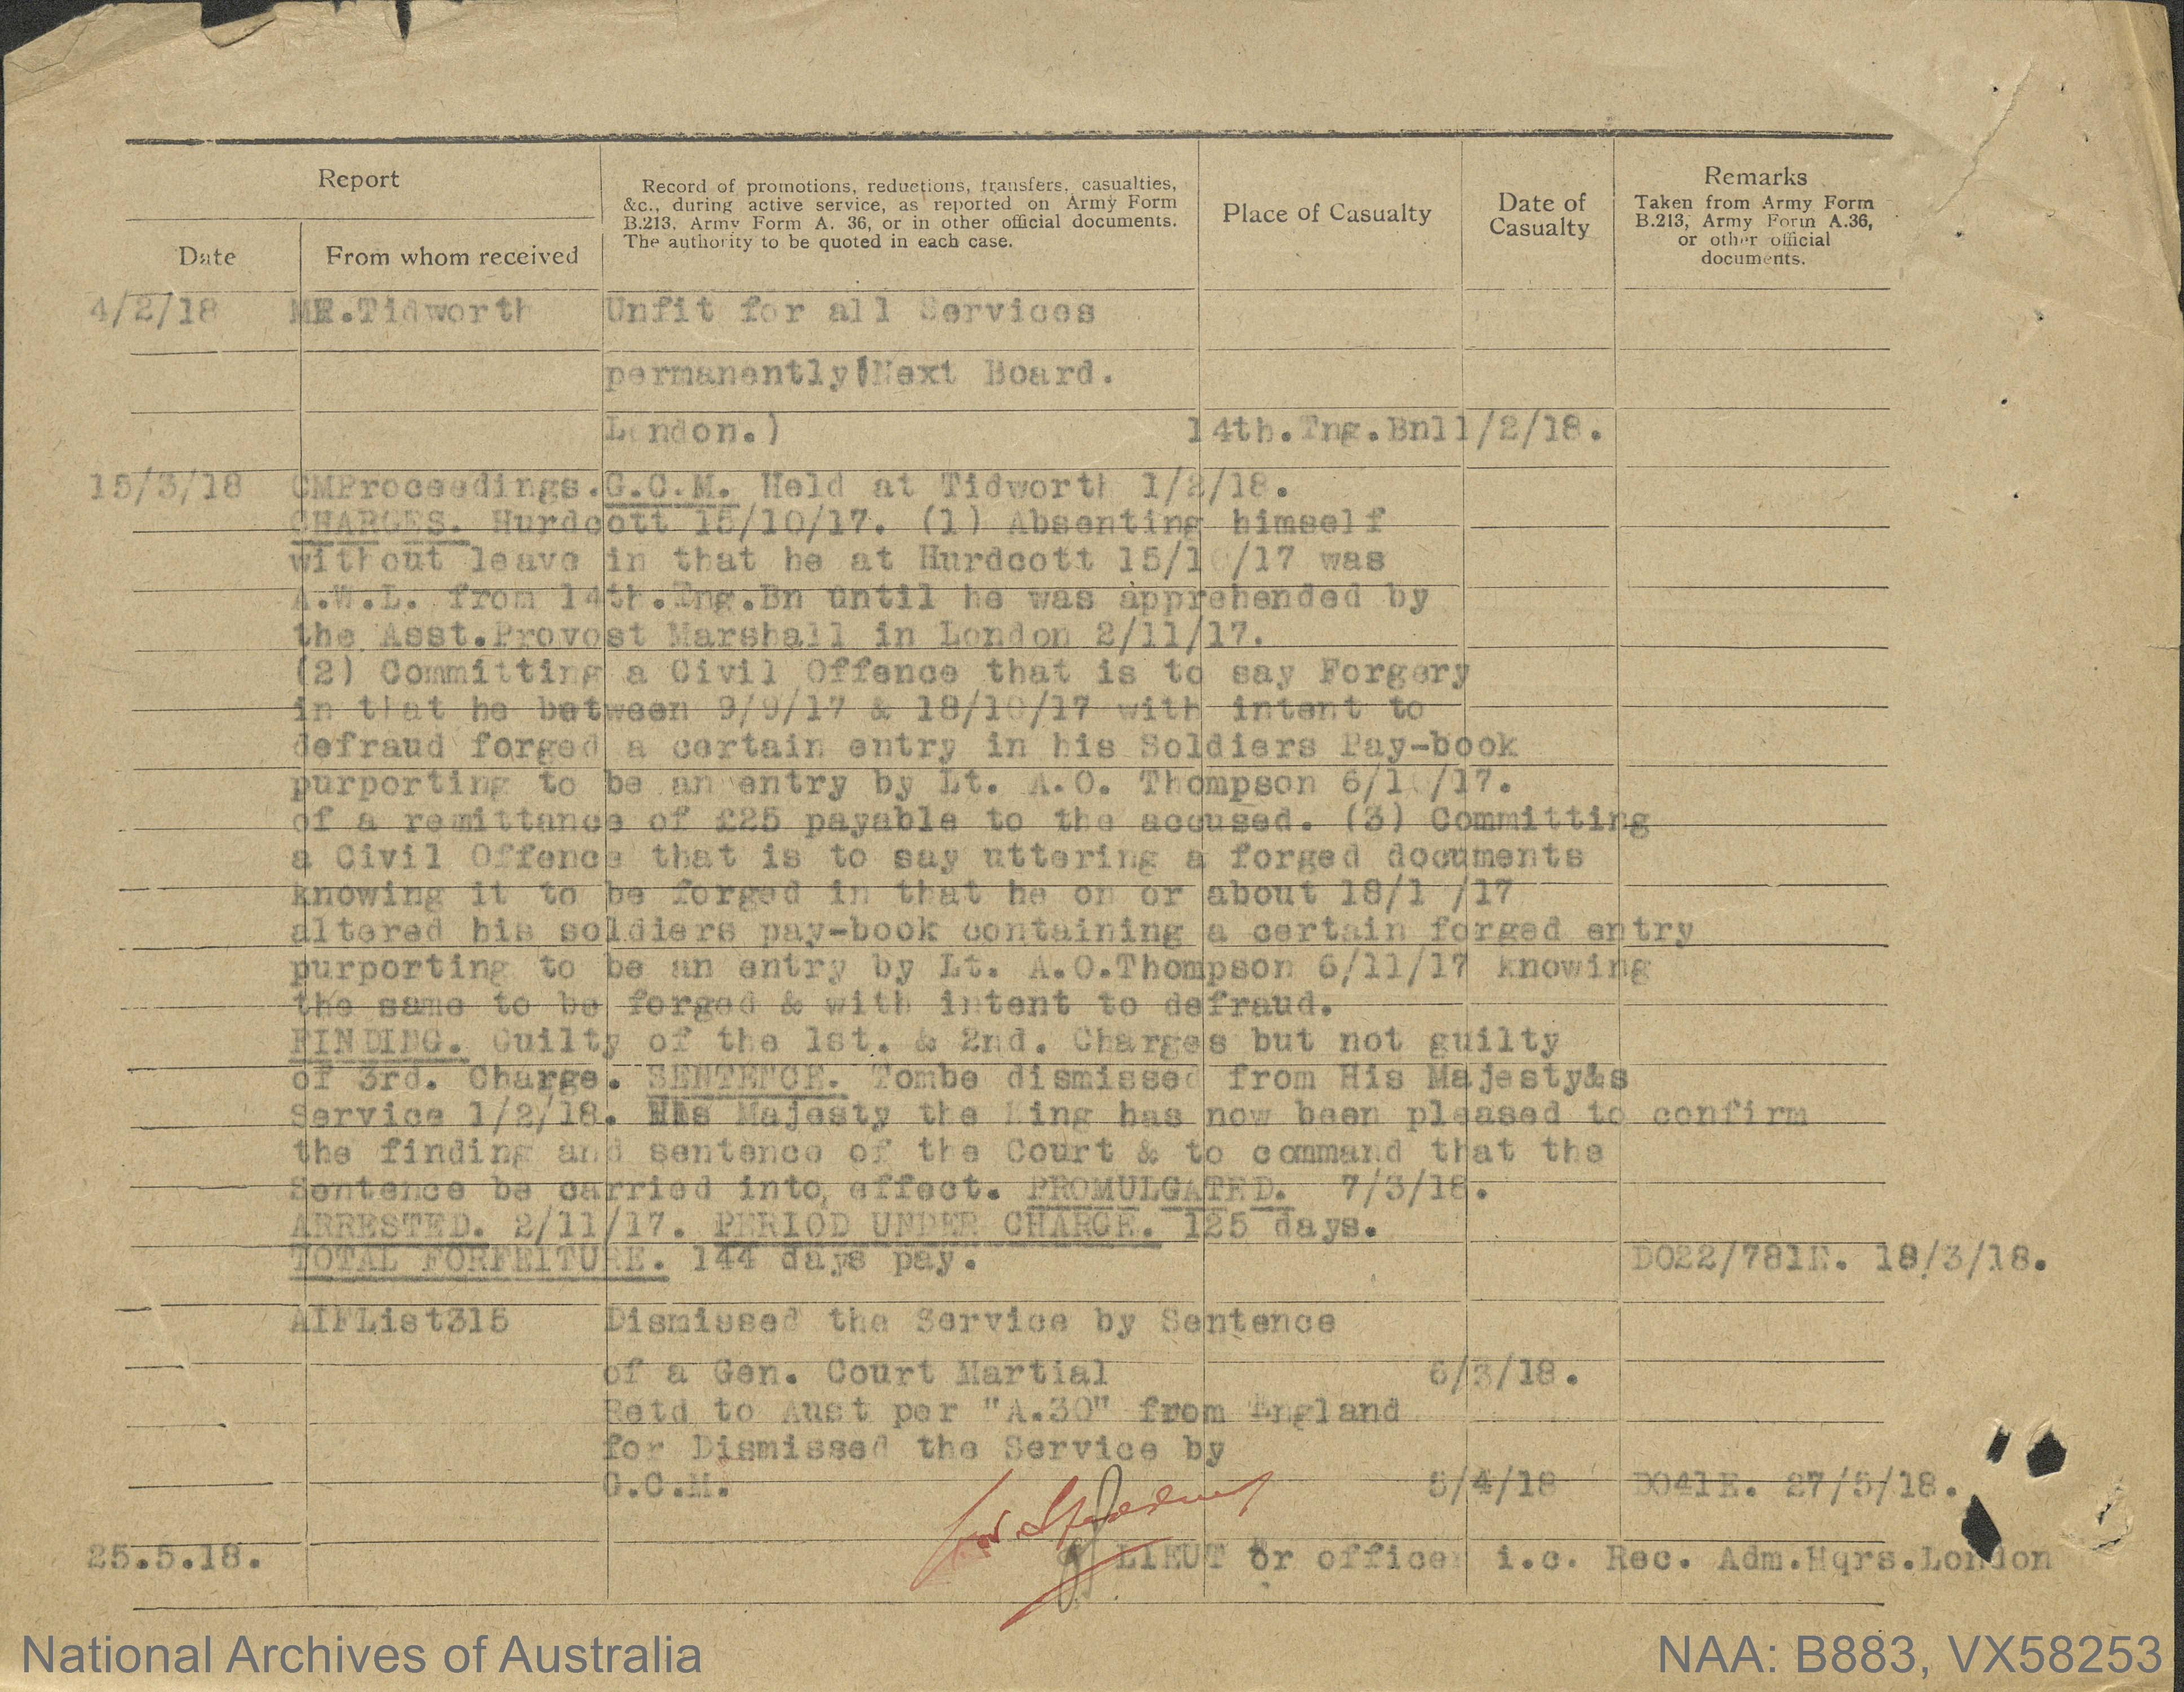 Report
Record of promotions, reductions, transfers, casualties,
&c., during active service, as reported on Army Form
B.213, Army Form A. 36, or in other official documents.
The authority to be quoted in each case.
Place of Casualty
Date of
Casualty
Remarks
Taken from Army Form
B.213, Army Form A.36,
or other official
documents.
Date
From whom received
4/2/18 MR.Tidworth Unfit for all Services
permanently(Next Board.
London.) 14th.Tng.Bn11/2/18.
15/3/18 CMProceedings.G.C.M. Held at Tidworth 1/2/18.
CHARGES. Hurdcott 15/10/17. (1) Absenting himself
without leave in that he at Hurdcott 15/10/17 was
A.W.L. from 14th.Tng.Bn until he was apprehended by
the Asst.Provost Marshall in London 2/11/17.
(2) Committing a Civil Offence that is to say Forgery
in that he between 9/9/17 & 18/10/17 with intent to
defraud forged a certain entry in his Soldiers Pay-book
purporting to be an entry by Lt. A.O. Thompson 6/1 /17.
of a remittance of £25 payable to the accused. (3) Committing
a Civil Offence that is to say uttering a forged documents
knowing it to be forged in that he on or about 18/1 /17
altered his soldiers pay-book containing a certain forged entry
purporting to be an entry by Lt. A.O.Thompson 6/11/17 knowing
the same to be forged & with intent to defraud.
FINDING. Guilty of the 1st. & 2nd. Charges but not guilty
of 3rd. Charge. SENTENCE. Tombe dismissed from His Majesty&s
Service 1/2/18. His Majesty the King has now been pleased to confirm
the finding and sentence of the Court & to command that the
Sentence be carried into effect. PROMULGATED. 7/3/18.
ARRESTED. 2/11/17. PERIOD UNDER CHARGE. 125 days.
TOTAL FORFEITURE. 144 days pay. DO22/781E. 18/3/18.
AIFList315 Dismissed the Service by Sentence
of a Gen. Court Martial 6/3/18.
Retd to Aust per "A.30" from England
for Dismissed the Service by
G.C.M. 5/4/18 DO41E. 27/5/18.
25.5.18. LIEUT or officer i.c. Rec. Adm.Hqrs.London
National Archives of Australia
NAA: B883, VX58253